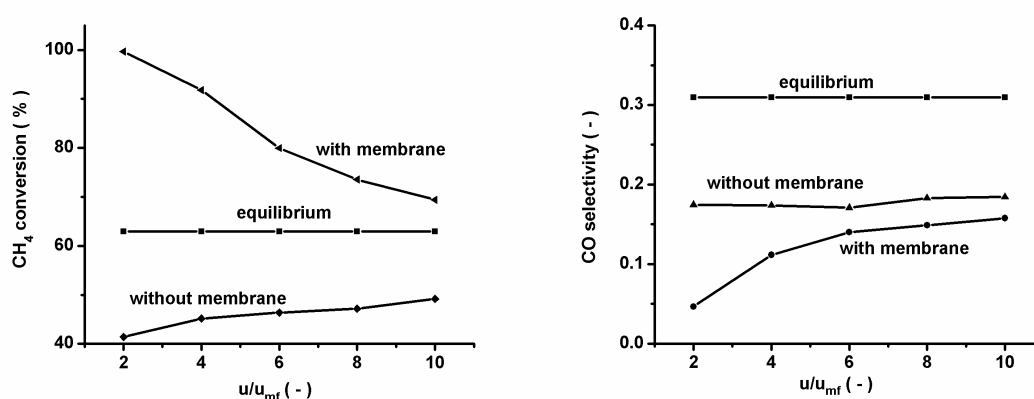 CH4 conversion ( % )
100
80
60
40
with membrane
equilibrium
without membrane
2 4 6 8 10
u/umf ( - )
CO selectivity ( - )
0.4
0.3
0.2
0.1
0.0
equilibrium
without membrane
with membrane
2 4 6 8 10
u/umf ( - )